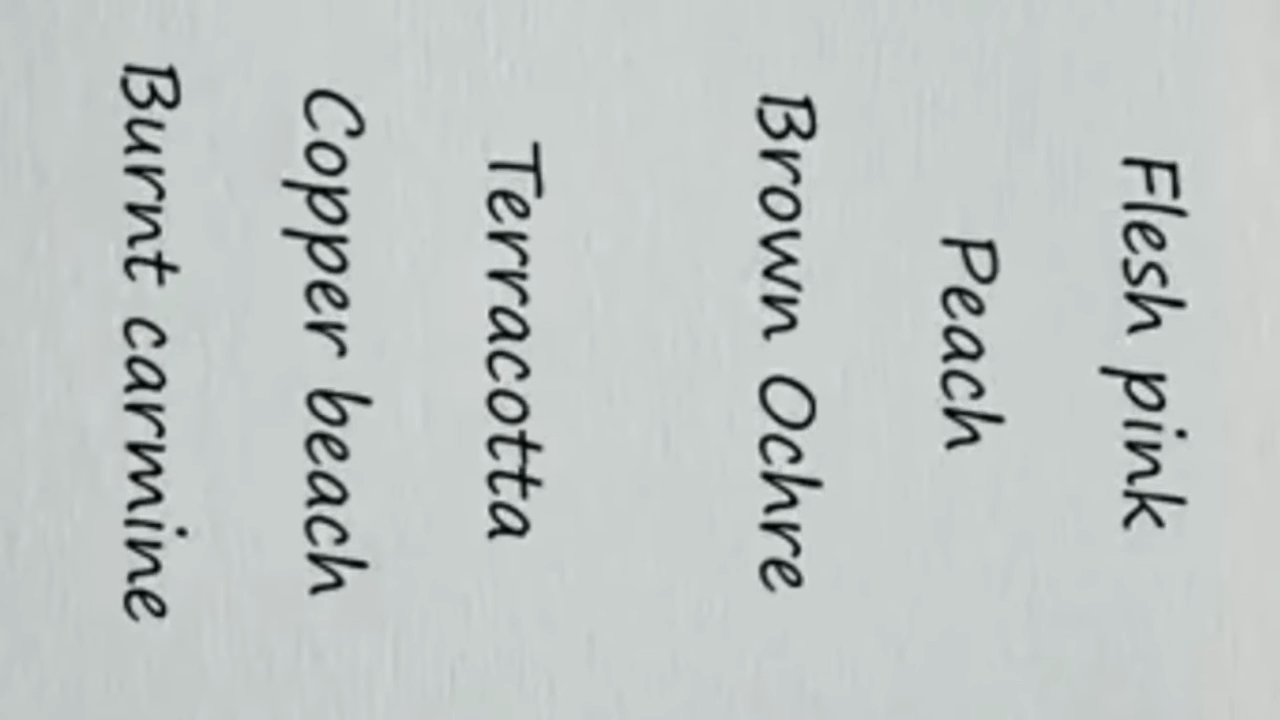 Flesh pink
Peach
Brown Ochre
Terracotta
Copper beach
Burnt carmine